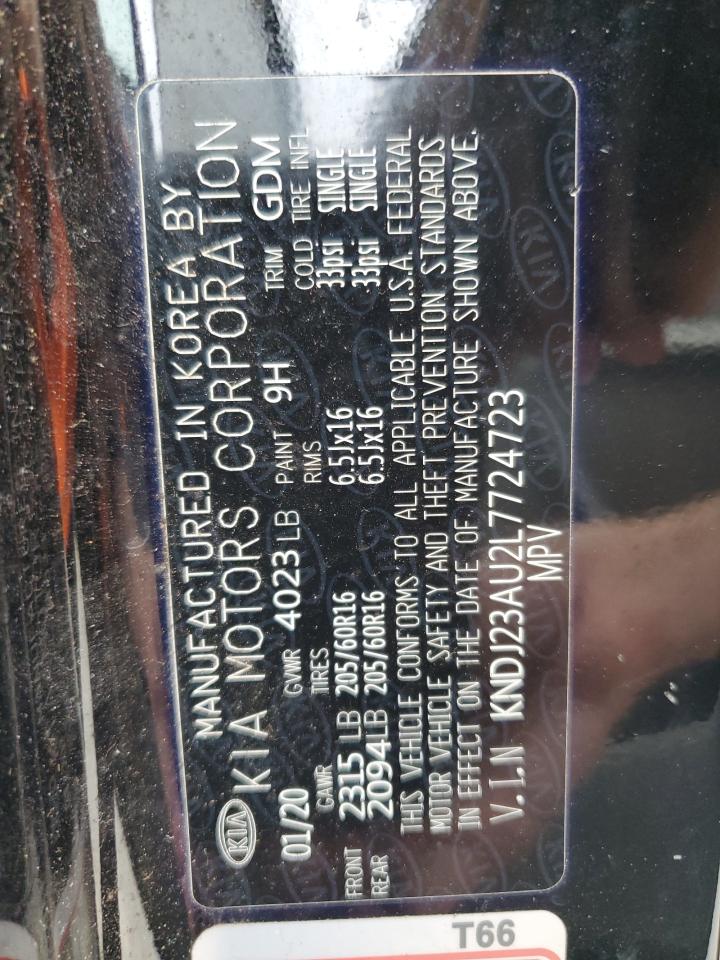 MANUFACTURED IN KOREA BY
KIA KIA MOTORS CORPORATION
01/20 GVWR 4023 LB PAINT 9H TRIM GDM
GAWR TIRES RIMS COLD TIRE INFL
FRONT 2315 LB 205/60R16 6.5Jx16 33psi SINGLE
REAR 2094LB 205/60R16 6.5Jx16 33psi SINGLE
THIS VEHICLE CONFORMS TO ALL APPLICABLE U.S.A. FEDERAL
MOTOR VEHICLE SAFETY AND THEFT PREVENTION STANDARDS
IN EFFECT ON THE DATE OF MANUFACTURE SHOWN ABOVE.
V.I.N KNDJ23AU2L7724723
MPV
T66